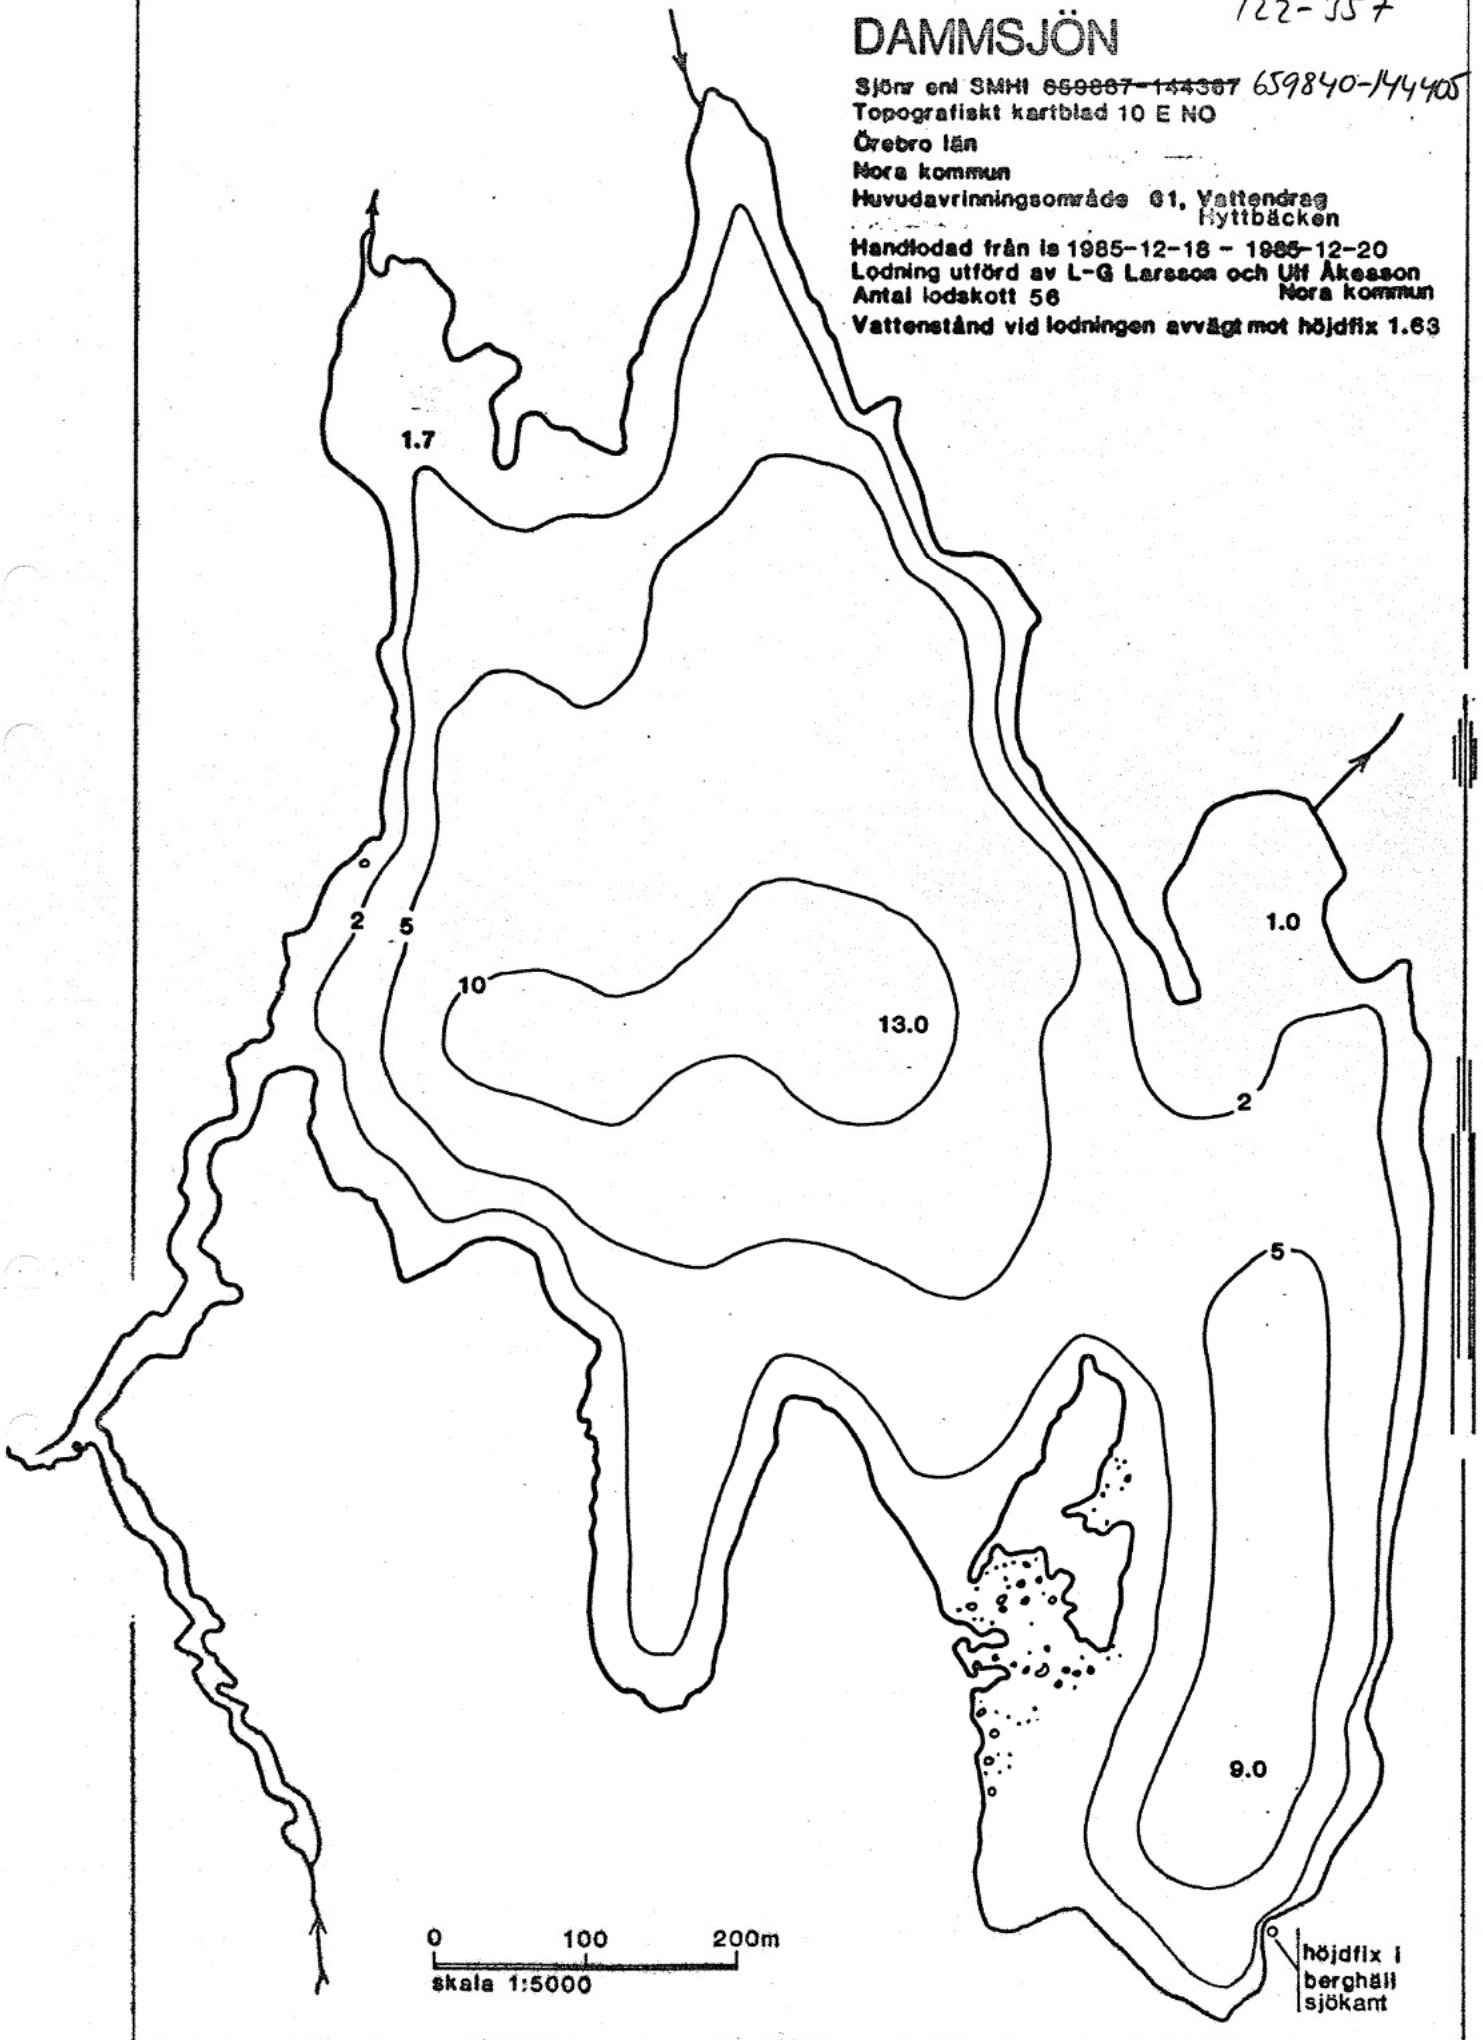 122-357
DAMMSJÖN
Sjönr enl SMHI 659867-144367 659840-144405
Topografiskt kartblad 10 E NO
Örebro län
Nora kommun
Huvudavrinningsområde 61, Vattendrag
Hyttbäcken
Handlodad från is 1985-12-18 - 1985-12-20
Lodning utförd av L-G Larsson och Ulf Åkesson
Antal lodskott 56 Nora kommun
Vattenstånd vid lodningen avvägt mot höjdfix 1.63
1.7
1.0
2 5
10
13.0
2
5
9.0
0 100 200m
skala 1:5000
höjdfix i
berghäll
sjökant